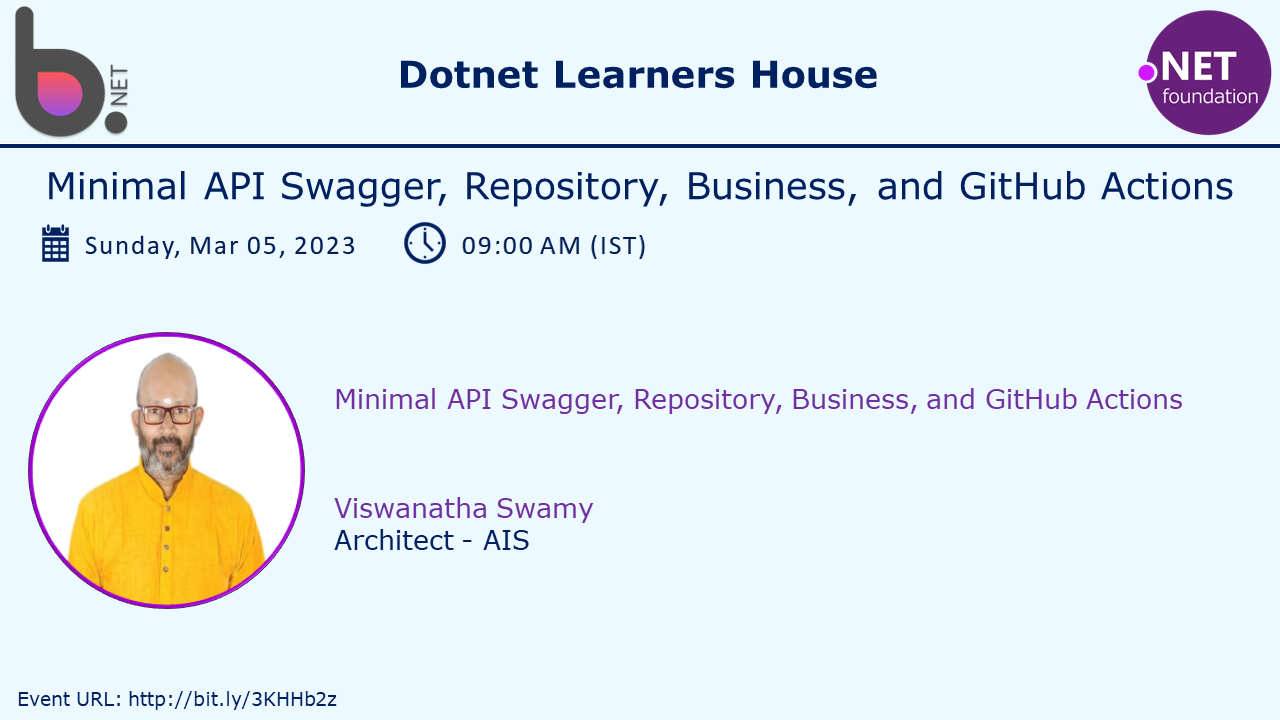 .NET
Dotnet Learners House
.NET
foundation
Minimal API Swagger, Repository, Business, and GitHub Actions
Sunday, Mar 05, 2023
09:00 AM (IST)
Minimal API Swagger, Repository, Business, and GitHub Actions
Viswanatha Swamy
Architect - AIS
Event URL: http://bit.ly/3KHHb2z